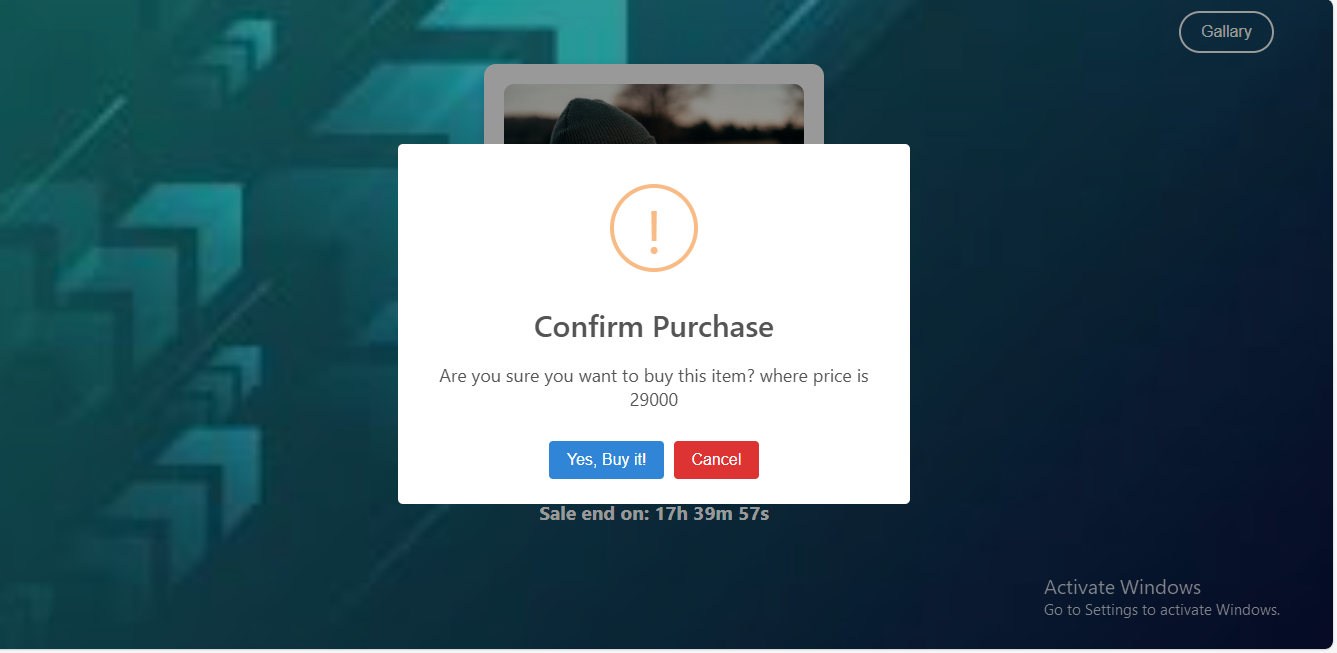 Gallary
!
Confirm Purchase
Are you sure you want to buy this item? where price is
29000
Yes, Buy it!
Cancel
Sale end on: 17h 39m 57s
Activate Windows
Go to Settings to activate Windows.